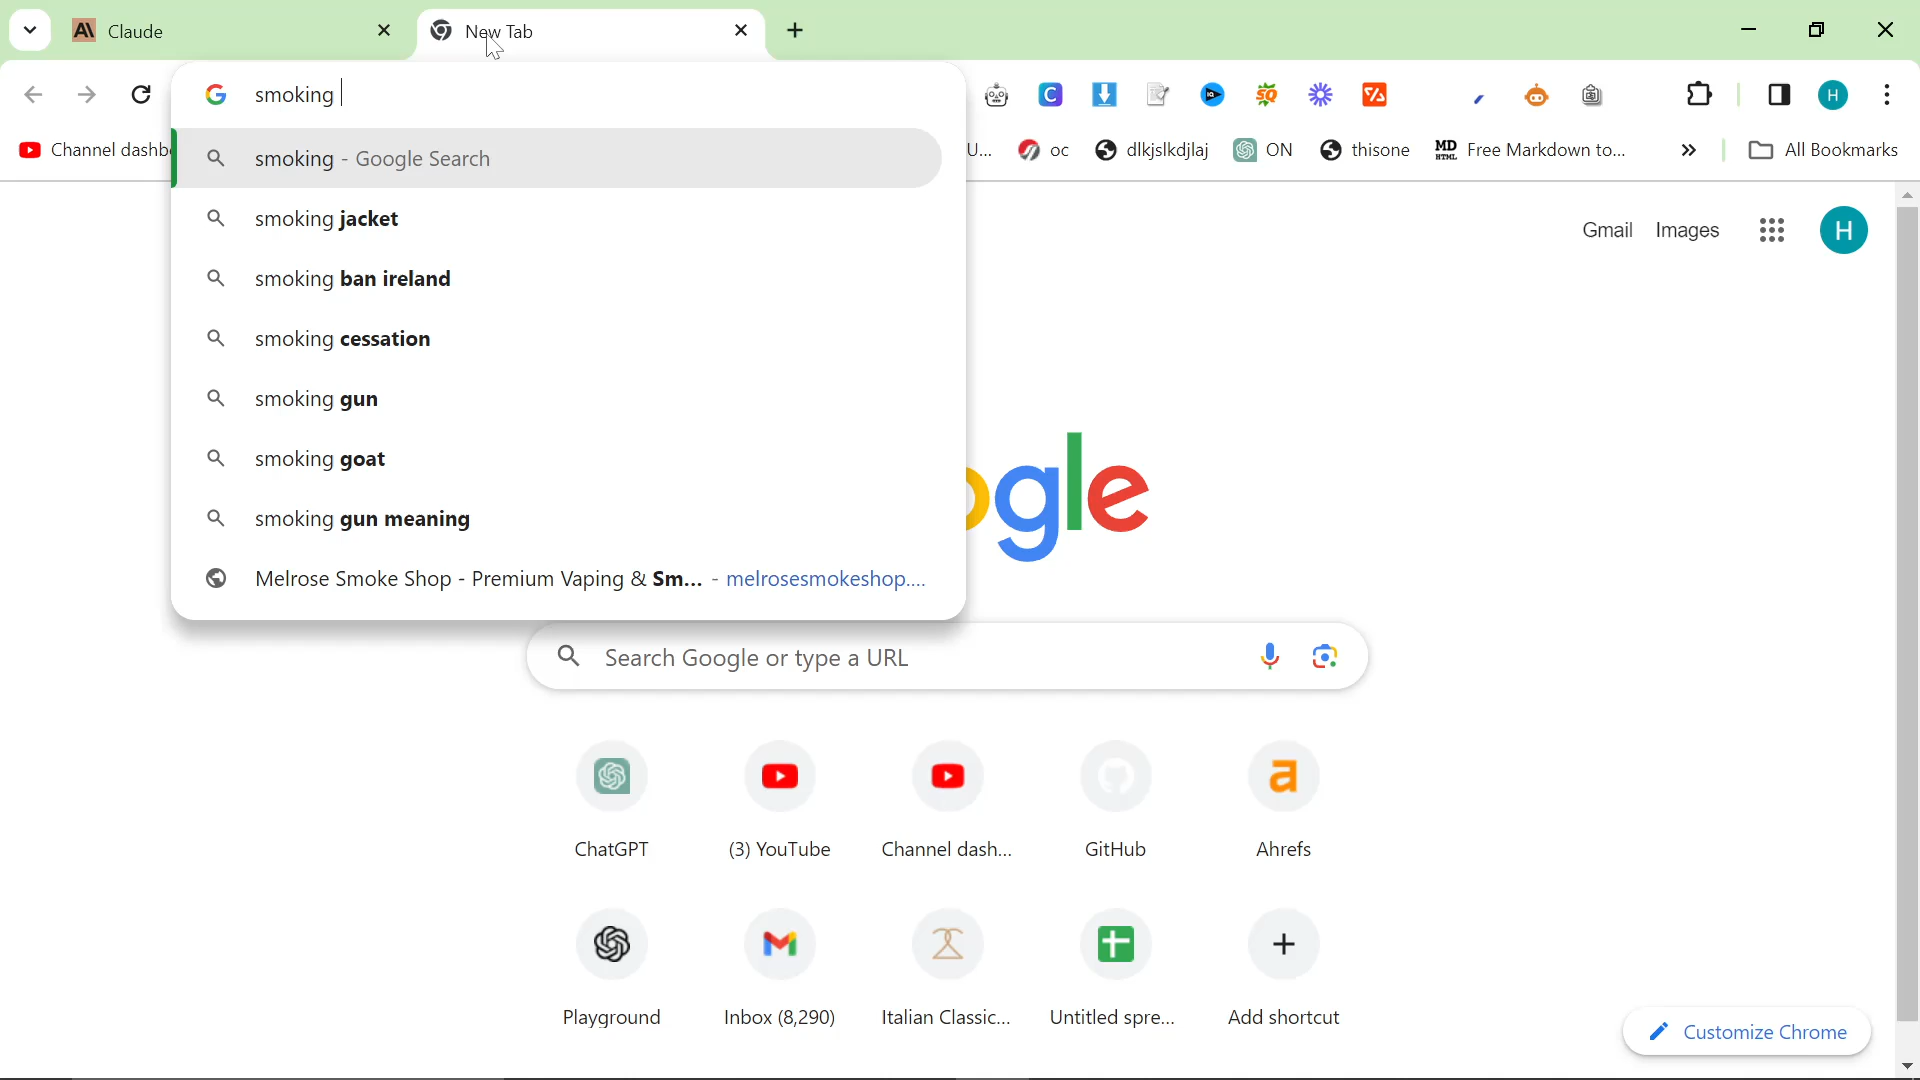 Claude
New Tab
smoking
Channel dashb
U...
oc
dlkjslkdjlaj
ON
thisone
MD HTML Free Markdown to...
»
All Bookmarks
smoking - Google Search
smoking jacket
smoking ban ireland
smoking cessation
smoking gun
smoking goat
smoking gun meaning
Melrose Smoke Shop - Premium Vaping & Sm... - melrosesmokeshop....
Gmail
Images
H
H
ogle
Search Google or type a URL
ChatGPT
(3) YouTube
Channel dash...
GitHub
Ahrefs
Playground
Inbox (8,290)
Italian Classic...
Untitled spre...
Add shortcut
Customize Chrome